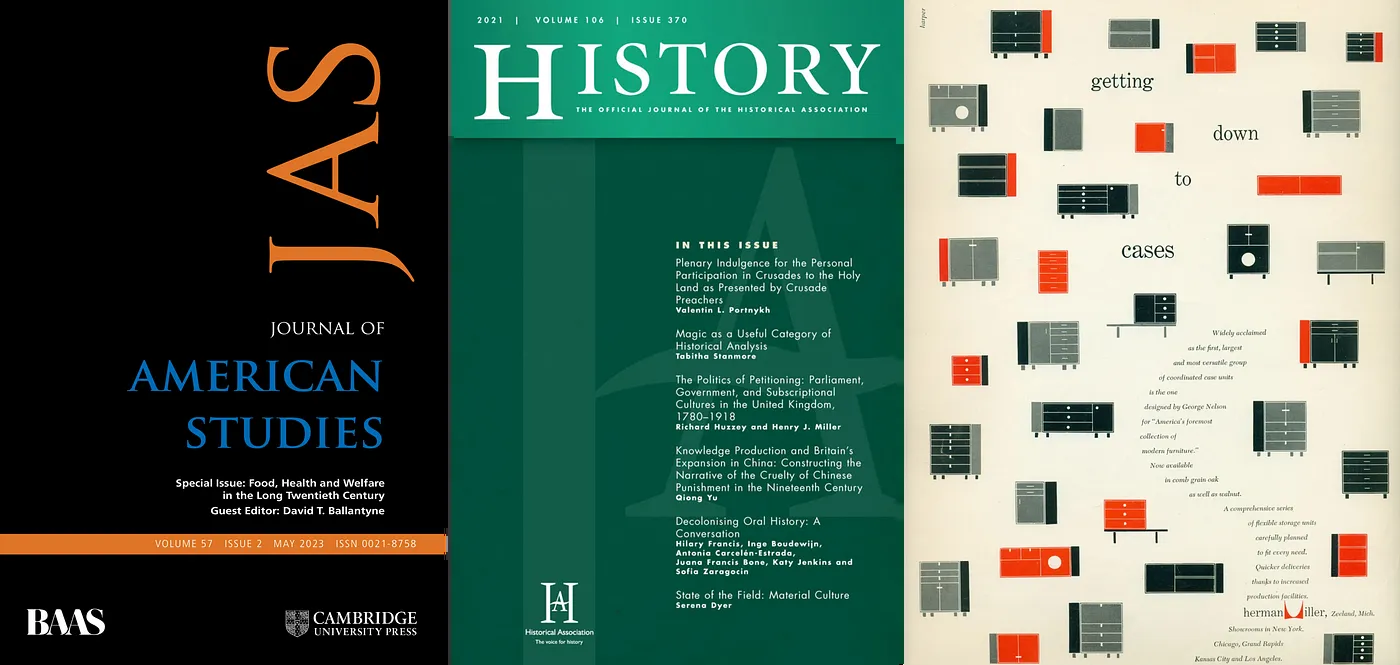 JAS
JOURNAL OF
AMERICAN
STUDIES
Special Issue: Food, Health and Welfare
in the Long Twentieth Century
Guest Editor: David T. Ballantyne
VOLUME 57 ISSUE 2 MAY 2023 ISSN 0021-8758
BAAS
CAMBRIDGE
UNIVERSITY PRESS
2021 | VOLUME 106 | ISSUE 370
HISTORY
THE OFFICIAL JOURNAL OF THE HISTORICAL ASSOCIATION
IN THIS ISSUE
Plenary Indulgence for the Personal
Participation in Crusades to the Holy
Land as Presented by Crusade
Preachers
Valentin L. Portnykh
Magic as a Useful Category of
Historical Analysis
Tabitha Stanmore
The Politics of Petitioning: Parliament,
Government, and Subscriptional
Cultures in the United Kingdom,
1780–1918
Richard Huzzey and Henry J. Miller
Knowledge Production and Britain's
Expansion in China: Constructing the
Narrative of the Cruelty of Chinese
Punishment in the Nineteenth Century
Qiong Yu
Decolonising Oral History: A
Conversation
Hilary Francis, Inge Boudewijn,
Antonia Carcelén-Estrada,
Juana Francis Bone, Katy Jenkins and
Sofia Zaragocin
State of the Field: Material Culture
Serena Dyer
HA
Historical Association
The voice for history
harper
getting
down
to
cases
Widely acclaimed
as the first, largest
and most versatile group
of coordinated case units
is the one
designed by George Nelson
for "America's foremost
collection of
modern furniture."
Now available
in comb grain oak
as well as walnut.
A comprehensive series
of flexible storage units
carefully planned
to fit every need.
Quicker deliveries
thanks to increased
production facilities.
herman miller, Zeeland, Mich.
Showrooms in New York,
Chicago, Grand Rapids
Kansas City and Los Angeles.